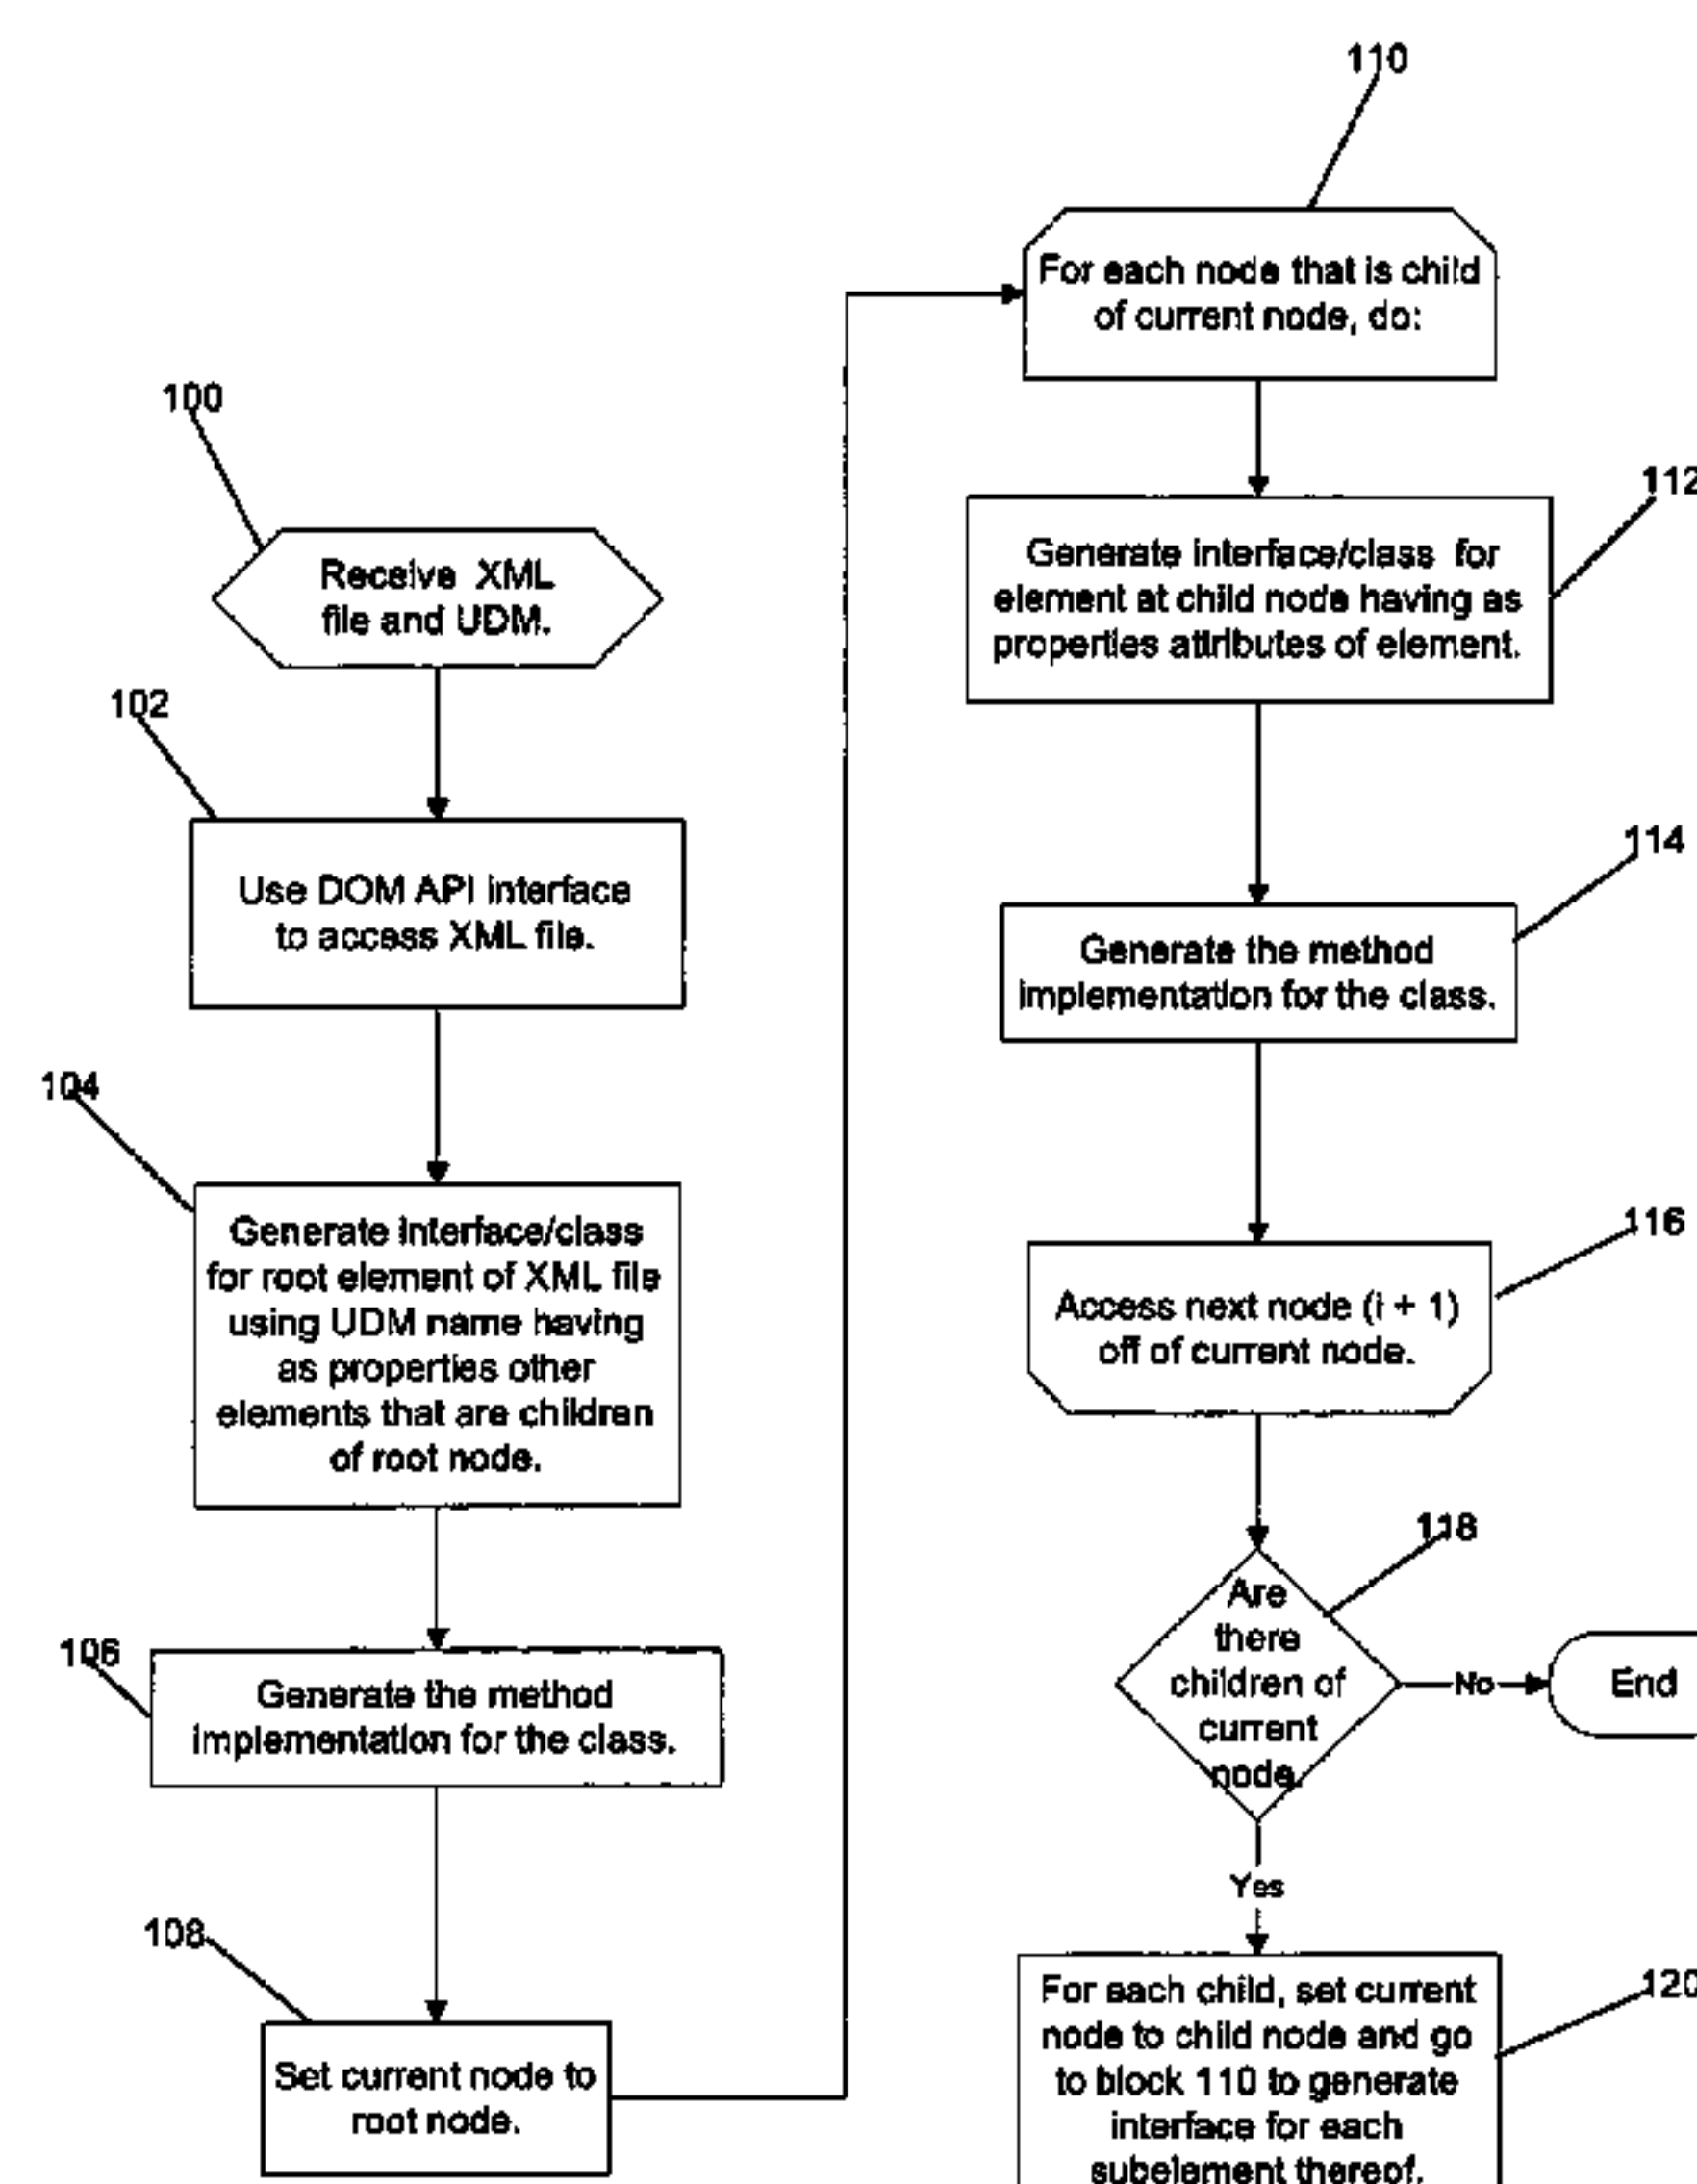 100
Receive XML
file and UDM.
102
Use DOM API interface
to access XML file.
104
Generate interface/class
for root element of XML file
using UDM name having
as properties other
elements that are children
of root node.
106
Generate the method
implementation for the class.
108
Set current node to
root node.
110
For each node that is child
of current node, do:
112
Generate interface/class for
element at child node having as
properties attributes of element.
114
Generate the method
implementation for the class.
116
Access next node (i + 1)
off of current node.
118
Are
there
children of
current
node.
No
End
Yes
120
For each child, set current
node to child node and go
to block 110 to generate
interface for each
subelement thereof.